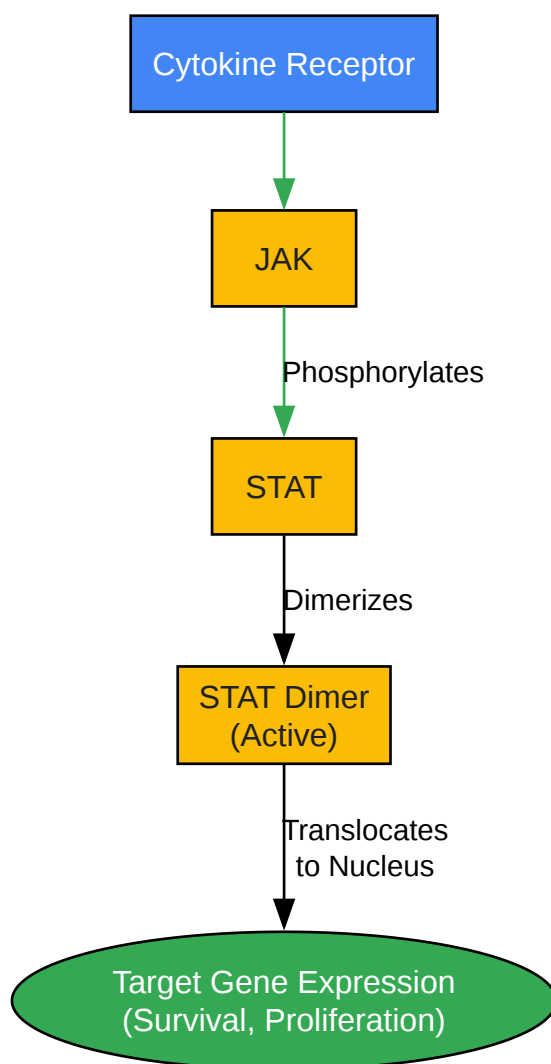 Cytokine Receptor
JAK
Phosphorylates
STAT
Dimerizes
STAT Dimer
(Active)
Translocates
to Nucleus
Target Gene Expression
(Survival, Proliferation)